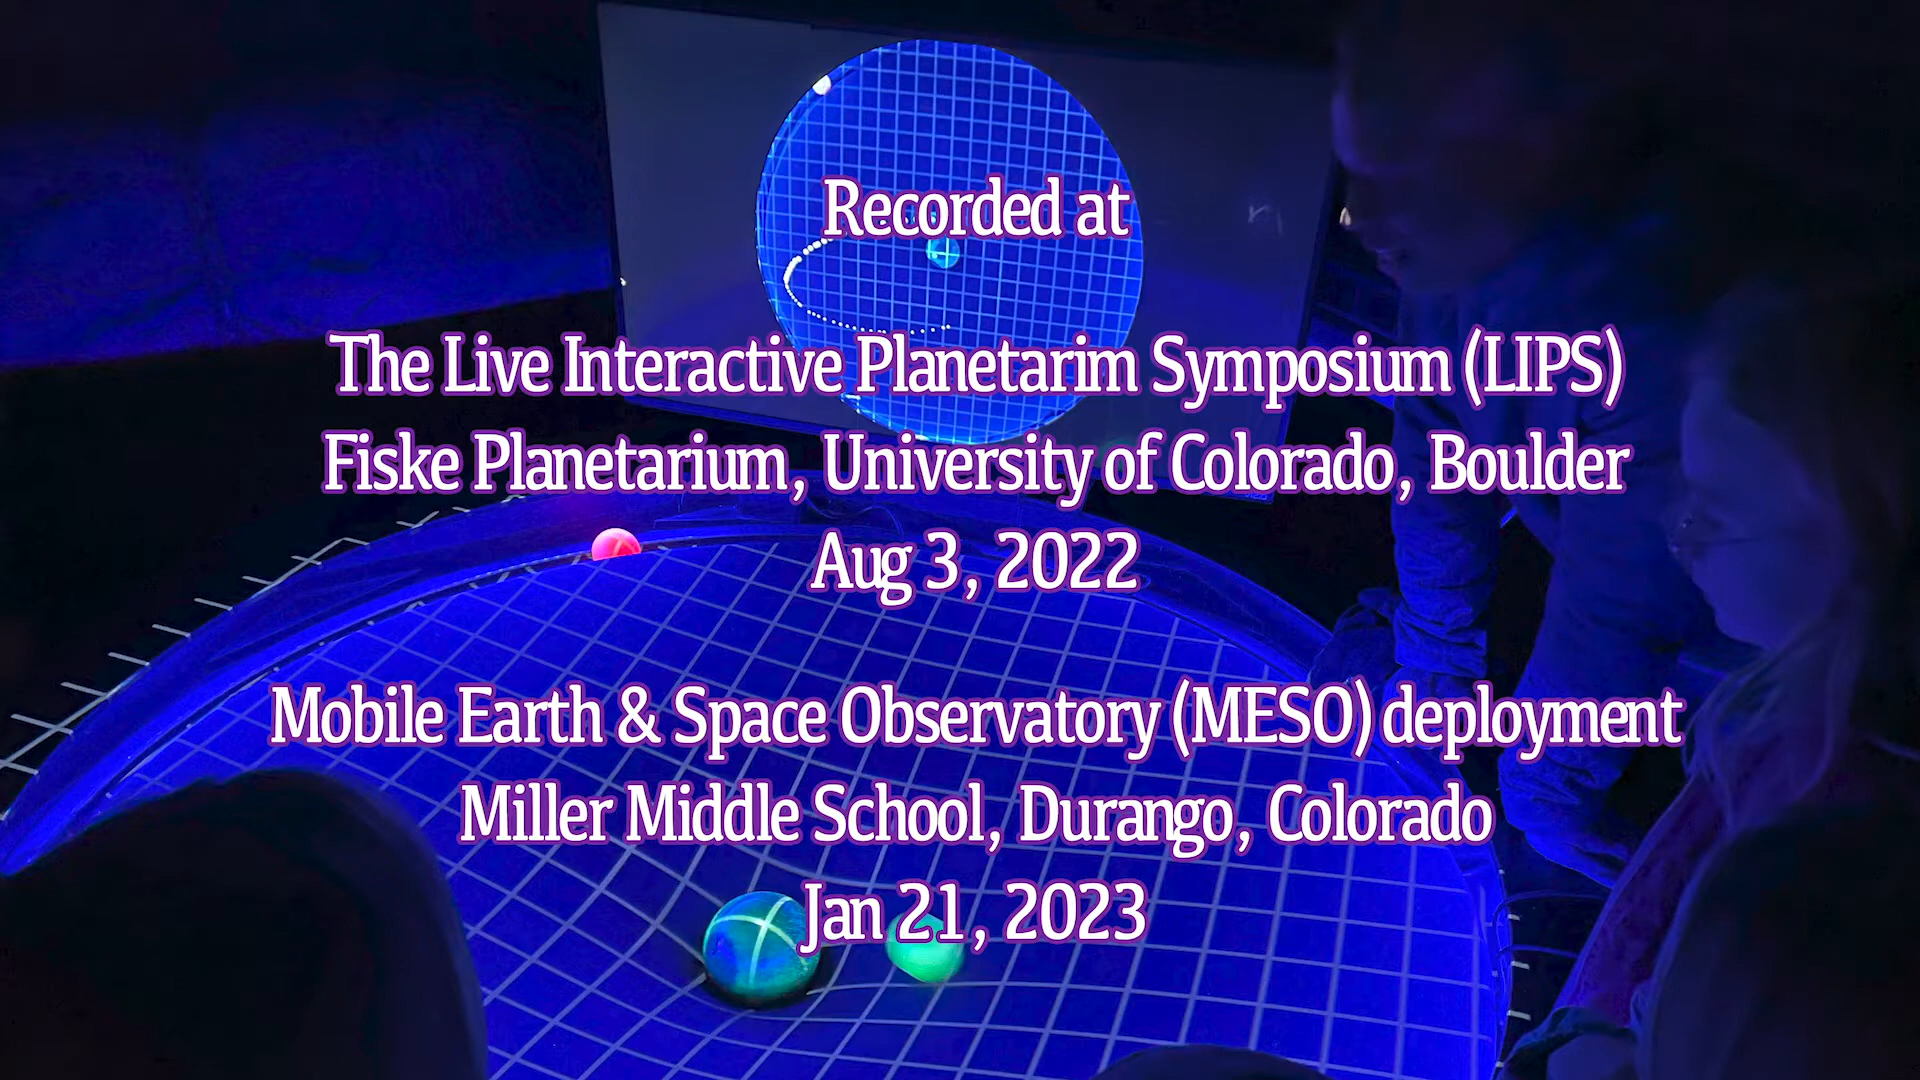 Recorded at
The Live Interactive Planetarim Symposium (LIPS)
Fiske Planetarium, University of Colorado, Boulder
Aug 3, 2022
Mobile Earth & Space Observatory (MESO) deployment
Miller Middle School, Durango, Colorado
Jan 21, 2023